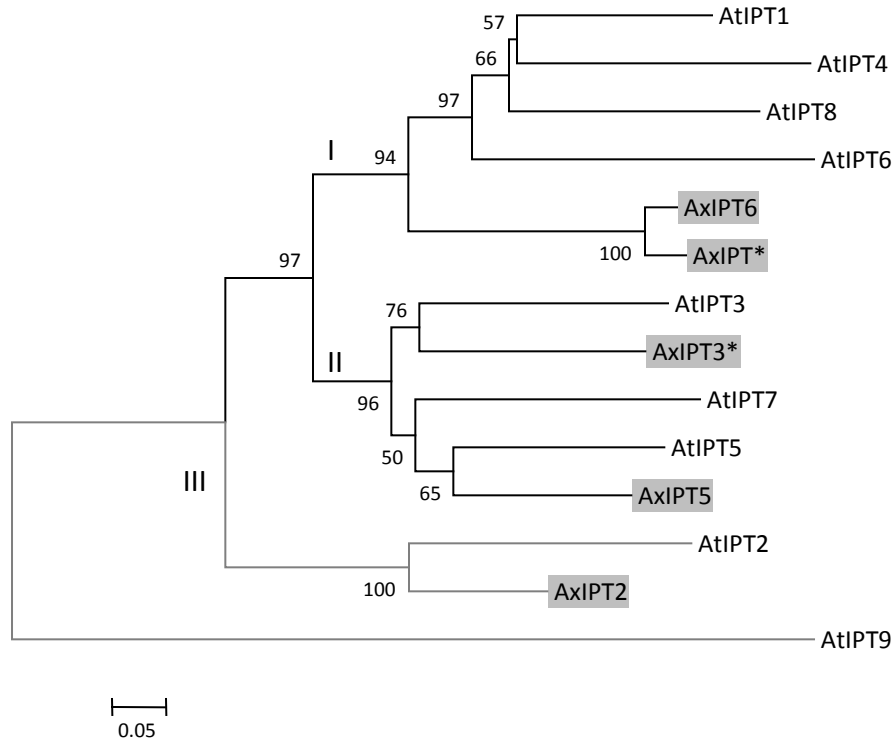 57
AtIPT1
66
AtIPT4
97
AtIPT8
I
94
AtIPT6
AxIPT6
97
100
AxIPT*
76
AtIPT3
II
AxIPT3*
96
AtIPT7
50
AtIPT5
III
65
AxIPT5
AtIPT2
100
AxIPT2
AtIPT9
0.05